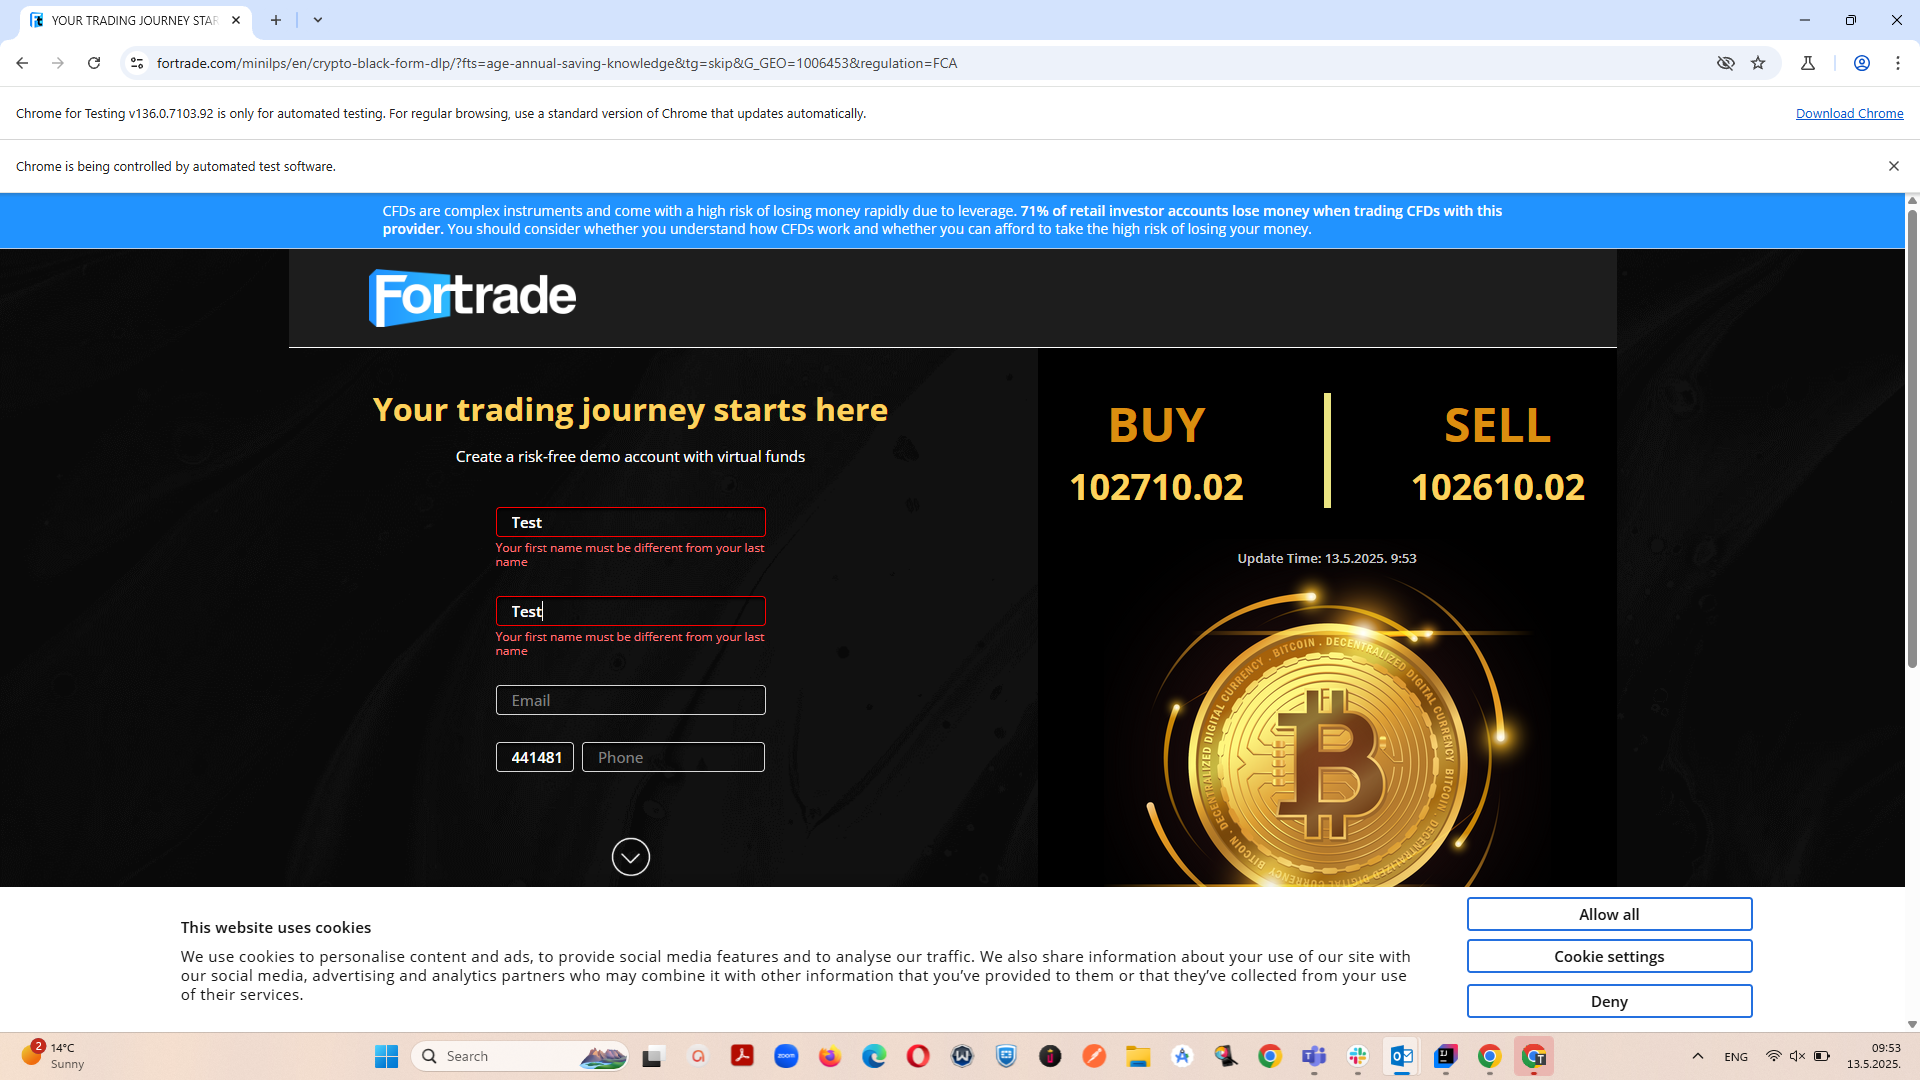 YOUR TRADING JOURNEY STAR
fortrade.com/minilps/en/crypto-black-form-dlp/?fts=age-annual-saving-knowledge&tg=skip&G_GEO=1006453&regulation=FCA
Chrome for Testing v136.0.7103.92 is only for automated testing. For regular browsing, use a standard version of Chrome that updates automatically.
Download Chrome
Chrome is being controlled by automated test software.
CFDs are complex instruments and come with a high risk of losing money rapidly due to leverage. 71% of retail investor accounts lose money when trading CFDs with this
provider. You should consider whether you understand how CFDs work and whether you can afford to take the high risk of losing your money.
Fortrade
Your trading journey starts here
Create a risk-free demo account with virtual funds
Test
Your first name must be different from your last
name
Test
Your first name must be different from your last
name
Email
441481
Phone
BUY
SELL
102710.02
102610.02
Update Time: 13.5.2025. 9:53
BITCOIN . DECENTRALIZED DIGITAL CURRENCY
BITCOIN . DECENTRALIZED DIGITAL CURRENCY
This website uses cookies
We use cookies to personalise content and ads, to provide social media features and to analyse our traffic. We also share information about your use of our site with
our social media, advertising and analytics partners who may combine it with other information that you’ve provided to them or that they’ve collected from your use
of their services.
Allow all
Cookie settings
Deny
2
14°C
Sunny
Search
zoom
ENG
09:53
13.5.2025.